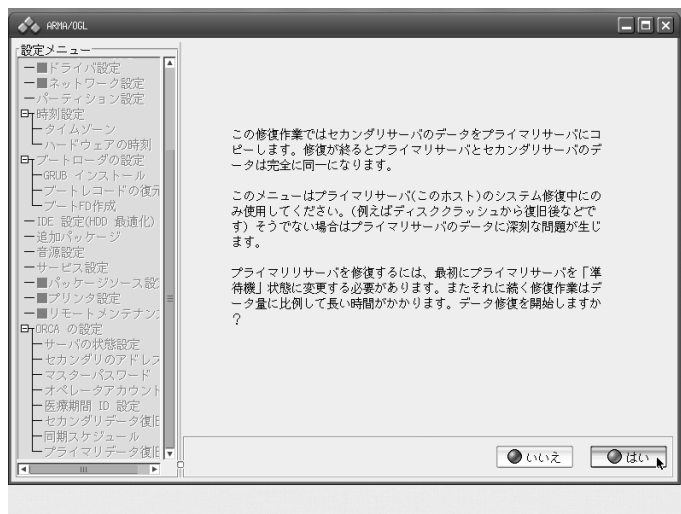 ARMA/OGL
設定メニュー
■ドライバ設定
■ネットワーク設定
パーティション設定
時刻設定
タイムゾーン
ハードウェアの時刻
ブートローダの設定
GRUB インストール
ブートレコードの復元
ブートFD作成
IDE 設定(HDD 最適化)
追加パッケージ
音源設定
サービス設定
■パッケージソース設
■プリンタ設定
■リモートメンテナン
ORCA の設定
サーバの状態設定
セカンダリのアドレス
マスターパスワード
オペレータアカウント
医療期間 ID 設定
セカンダリデータ復旧
同期スケジュール
プライマリデータ復旧
この修復作業ではセカンダリサーバのデータをプライマリサーバにコ
ピーします。修復が終るとプライマリサーバとセカンダリサーバのデ
ータは完全に同一になります。
このメニューはプライマリサーバ(このホスト)のシステム修復中にの
み使用してください。(例えばディスククラッシュから復旧後などで
す) そうでない場合はプライマリサーバのデータに深刻な問題が生じ
ます。
プライマリリサーバを修復するには、最初にプライマリサーバを「準
待機」状態に変更する必要があります。またそれに続く修復作業はデ
ータ量に比例して長い時間がかかります。データ修復を開始しますか
?
いいえ
はい